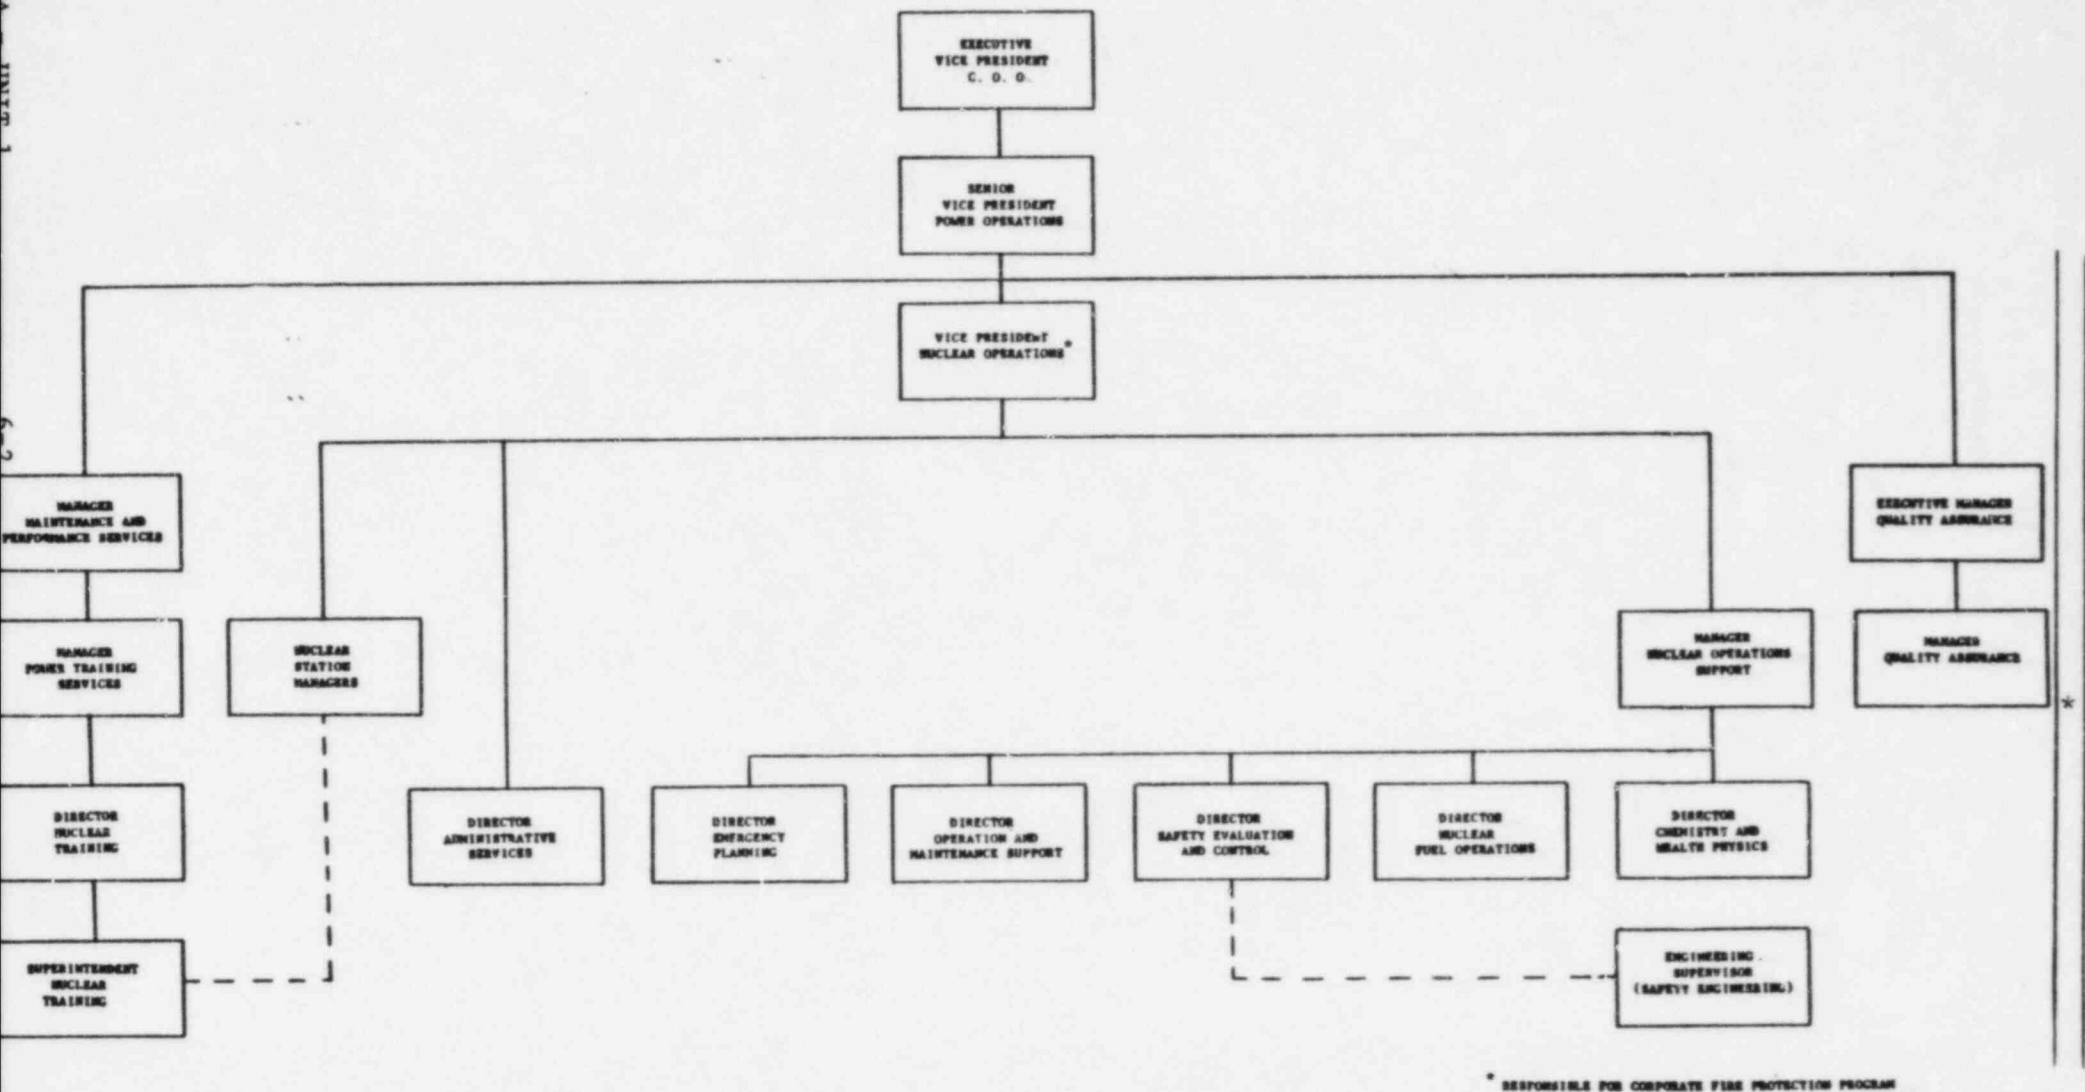 EXECUTIVE
VICE PRESIDENT
C. O. O.
SENIOR
VICE PRESIDENT
POWER OPERATIONS
VICE PRESIDENT
NUCLEAR OPERATIONS*
MANAGER
MAINTENANCE AND
PERFORMANCE SERVICES
EXECUTIVE MANAGER
QUALITY ASSURANCE
MANAGER
POWER TRAINING
SERVICES
NUCLEAR
STATION
MANAGERS
MANAGER
NUCLEAR OPERATIONS
SUPPORT
MANAGER
QUALITY ASSURANCE
*
DIRECTOR
NUCLEAR
TRAINING
DIRECTOR
ADMINISTRATIVE
SERVICES
DIRECTOR
EMERGENCY
PLANNING
DIRECTOR
OPERATION AND
MAINTENANCE SUPPORT
DIRECTOR
SAFETY EVALUATION
AND CONTROL
DIRECTOR
NUCLEAR
FUEL OPERATIONS
DIRECTOR
CHEMISTRY AND
HEALTH PHYSICS
SUPERINTENDENT
NUCLEAR
TRAINING
ENGINEERING
SUPERVISOR
(SAFETY ENGINEERING)
* RESPONSIBLE FOR CORPORATE FIRE PROTECTION PROGRAM
UNIT 1
6-2